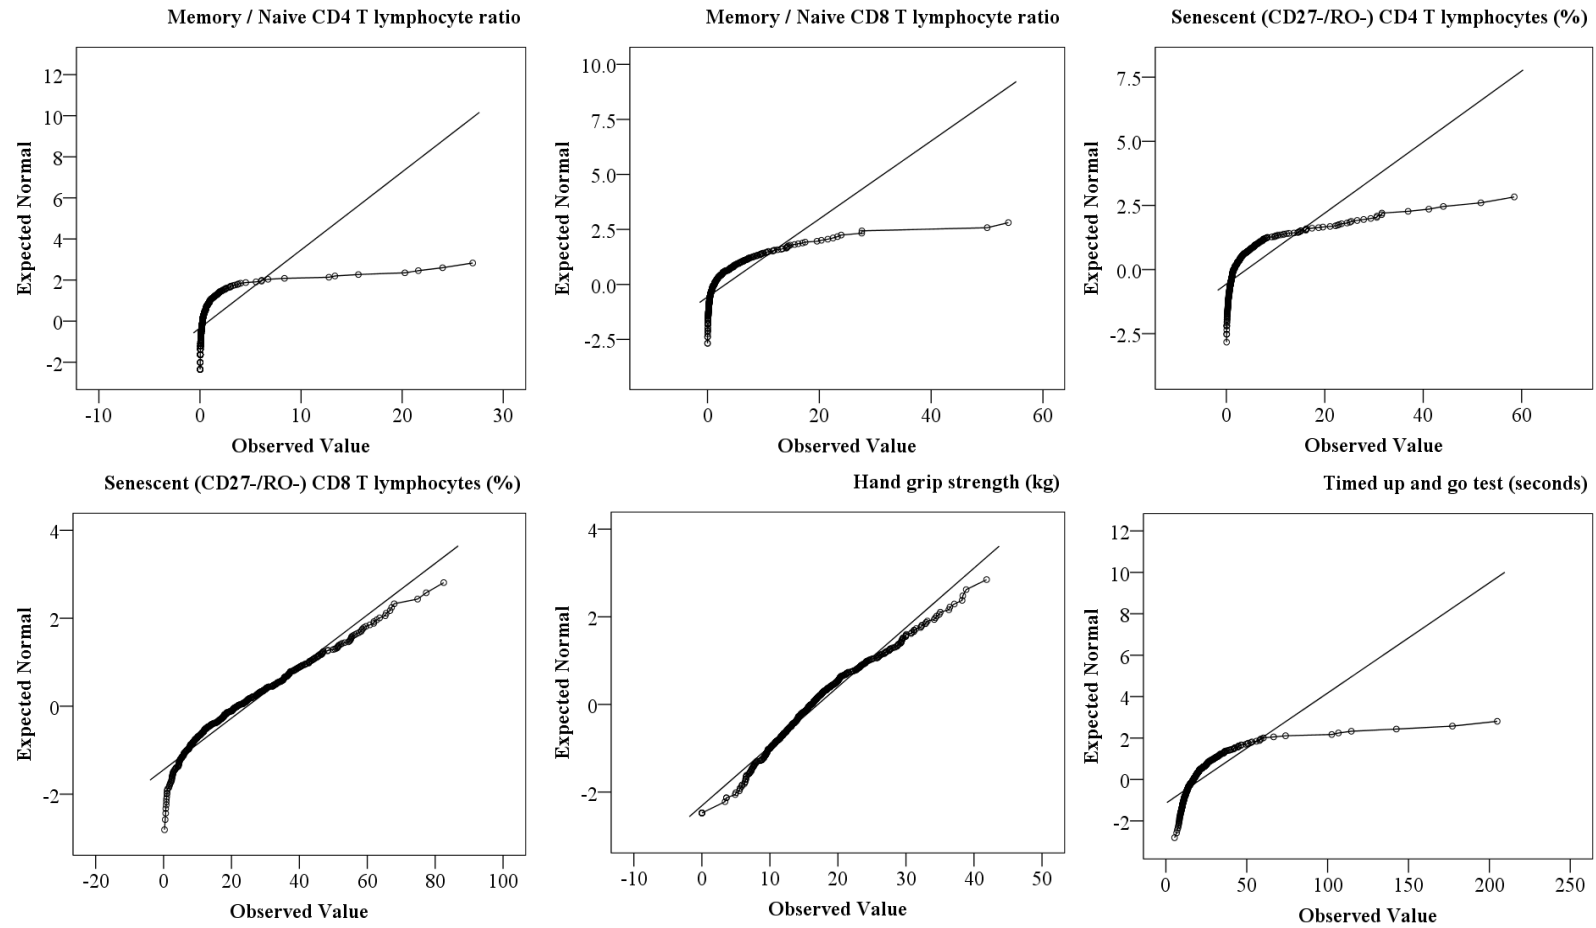 Memory / Naive CD4 T lymphocyte ratio
Expected Normal
12
10
8
6
4
2
0
-2
-10 0 10 20 30
Observed Value
Memory / Naive CD8 T lymphocyte ratio
Expected Normal
10.0
7.5
5.0
2.5
0.0
-2.5
0 20 40 60
Observed Value
Senescent (CD27-/RO-) CD4 T lymphocytes (%)
Expected Normal
7.5
5.0
2.5
0.0
-2.5
0 20 40 60
Observed Value
Senescent (CD27-/RO-) CD8 T lymphocytes (%)
Expected Normal
4
2
0
-2
-20 0 20 40 60 80 100
Observed Value
Hand grip strength (kg)
Expected Normal
4
2
0
-2
-10 0 10 20 30 40 50
Observed Value
Timed up and go test (seconds)
Expected Normal
12
10
8
6
4
2
0
-2
0 50 100 150 200 250
Observed Value